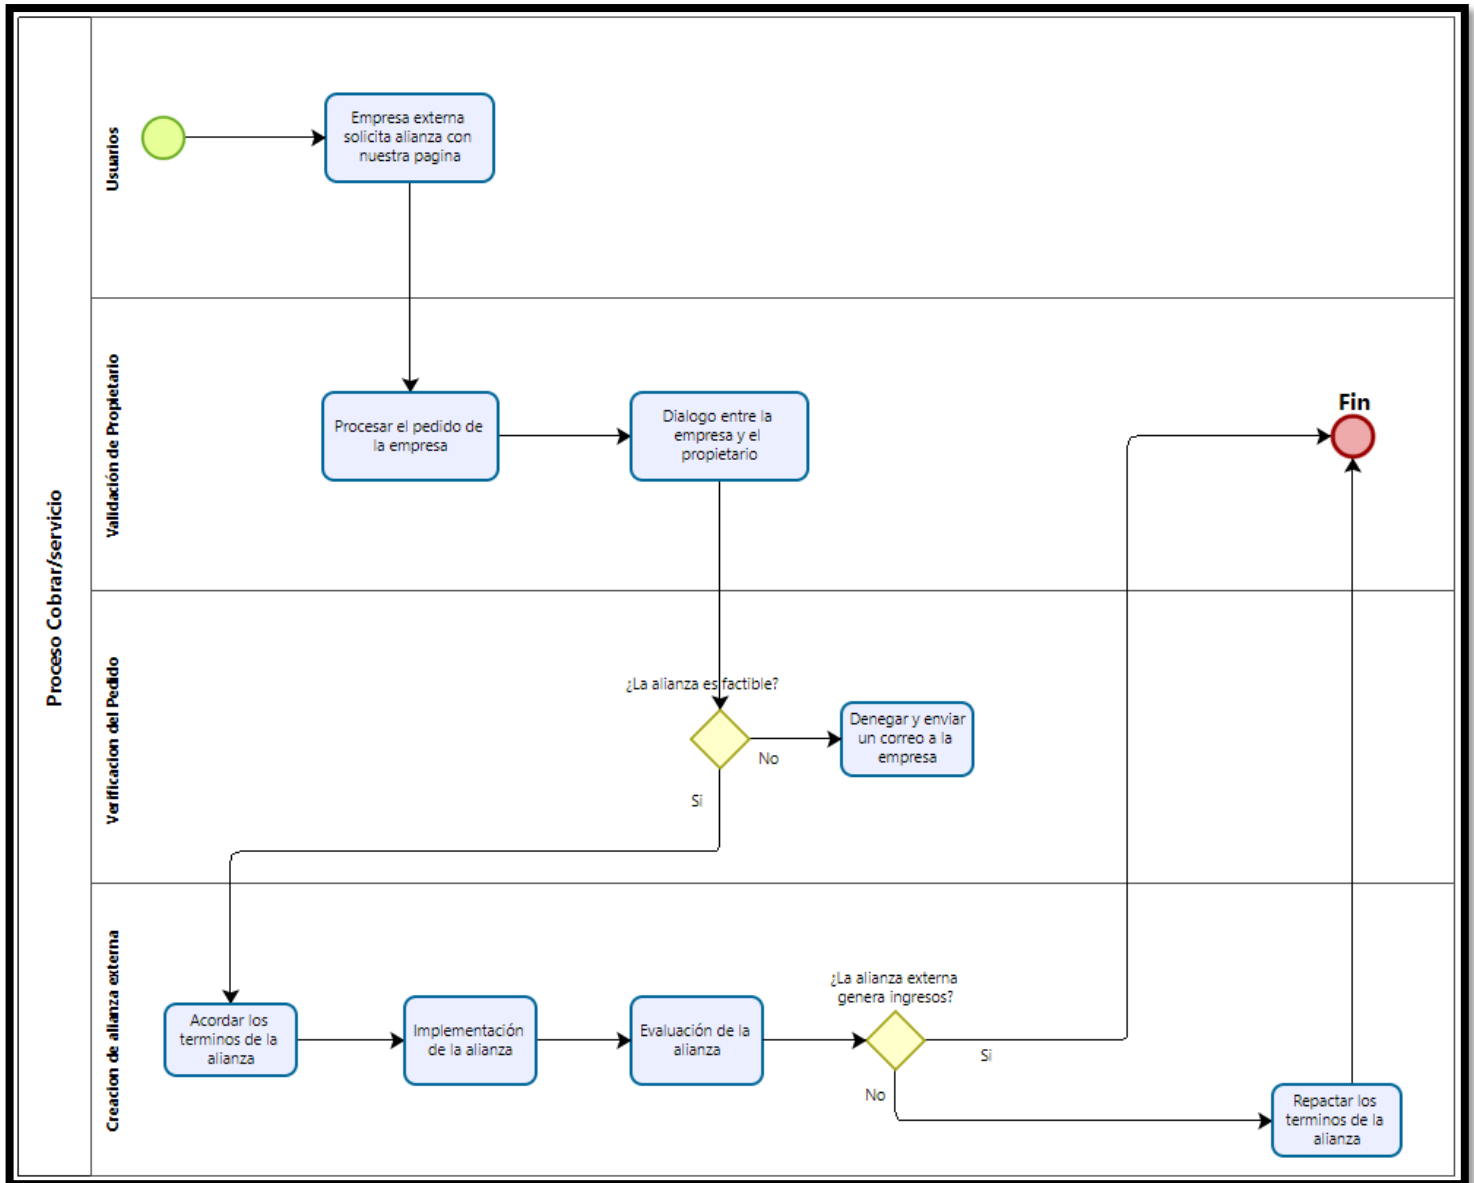 Proceso Cobrar/servicio
Usuarios
Empresa externa
solicita alianza con
nuestra pagina
Validación de Propietario
Procesar el pedido de
la empresa
Dialogo entre la
empresa y el
propietario
Fin
Verificacion del Pedido
¿La alianza es factible?
No
Si
Denegar y enviar
un correo a la
empresa
Creacion de alianza externa
Acordar los
terminos de la
alianza
Implementación
de la alianza
Evaluación de la
alianza
¿La alianza externa
genera ingresos?
Si
No
Repactar los
terminos de la
alianza